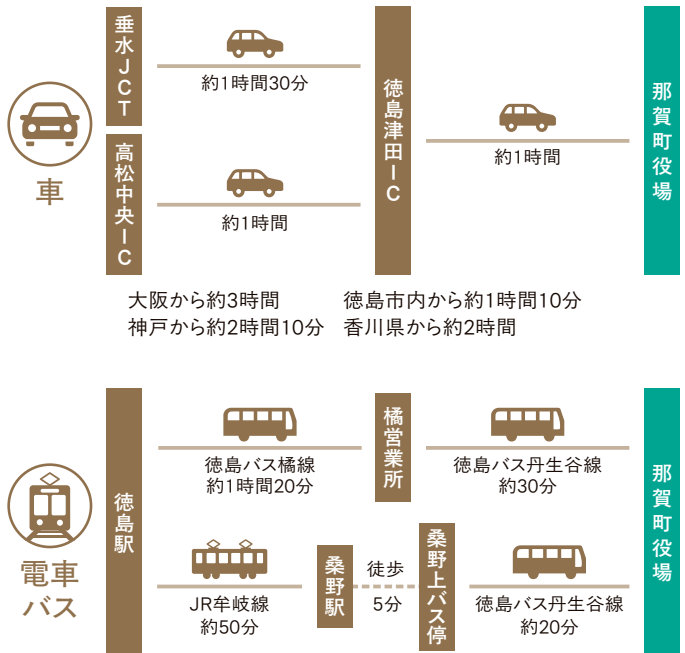 車
垂水JCT
約1時間30分
高松中央IC
約1時間
徳島津田IC
約1時間
那賀町役場
大阪から約3時間
徳島市内から約1時間10分
神戸から約2時間10分
香川県から約2時間
電車
バス
徳島駅
徳島バス橘線
約1時間20分
橘営業所
徳島バス丹生谷線
約30分
JR牟岐線
約50分
桑野駅
徒歩
5分
桑野上バス停
徳島バス丹生谷線
約20分
那賀町役場